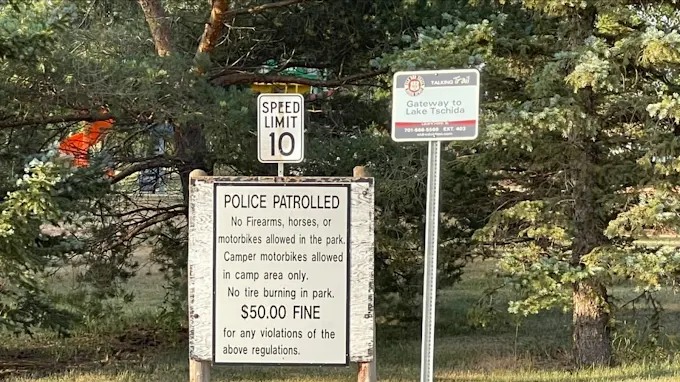 SPEED
LIMIT
10
TALKING Trail
Gateway to
Lake Tschida
EXT. 403
POLICE PATROLLED
No Firearms, horses, or
motorbikes allowed in the park.
Camper motorbikes allowed
in camp area only.
No tire burning in park.
$50.00 FINE
for any violations of the
above regulations.